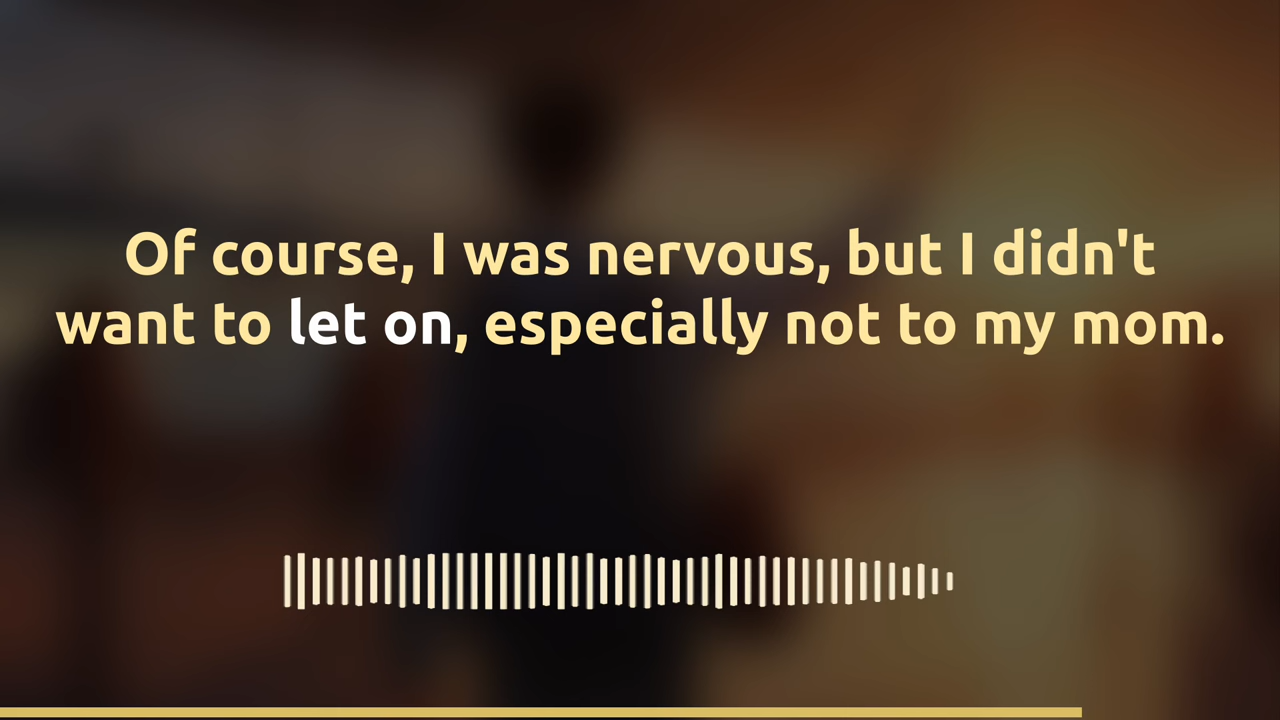 Of course, I was nervous, but I didn't
want to let on, especially not to my mom.